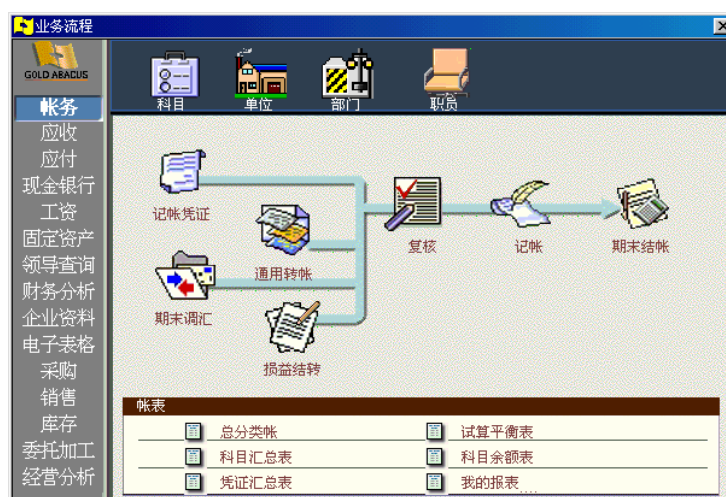 业务流程
GOLD ABACUS
科目 单位 部门 职员
帐务
应收
应付
现金银行
工资
固定资产
领导查询
财务分析
企业资料
电子表格
采购
销售
库存
委托加工
经营分析
记帐凭证
通用转帐
期末调汇
损益结转
复核
记帐
期末结帐
帐表
总分类帐 试算平衡表
科目汇总表 科目余额表
凭证汇总表 我的报表